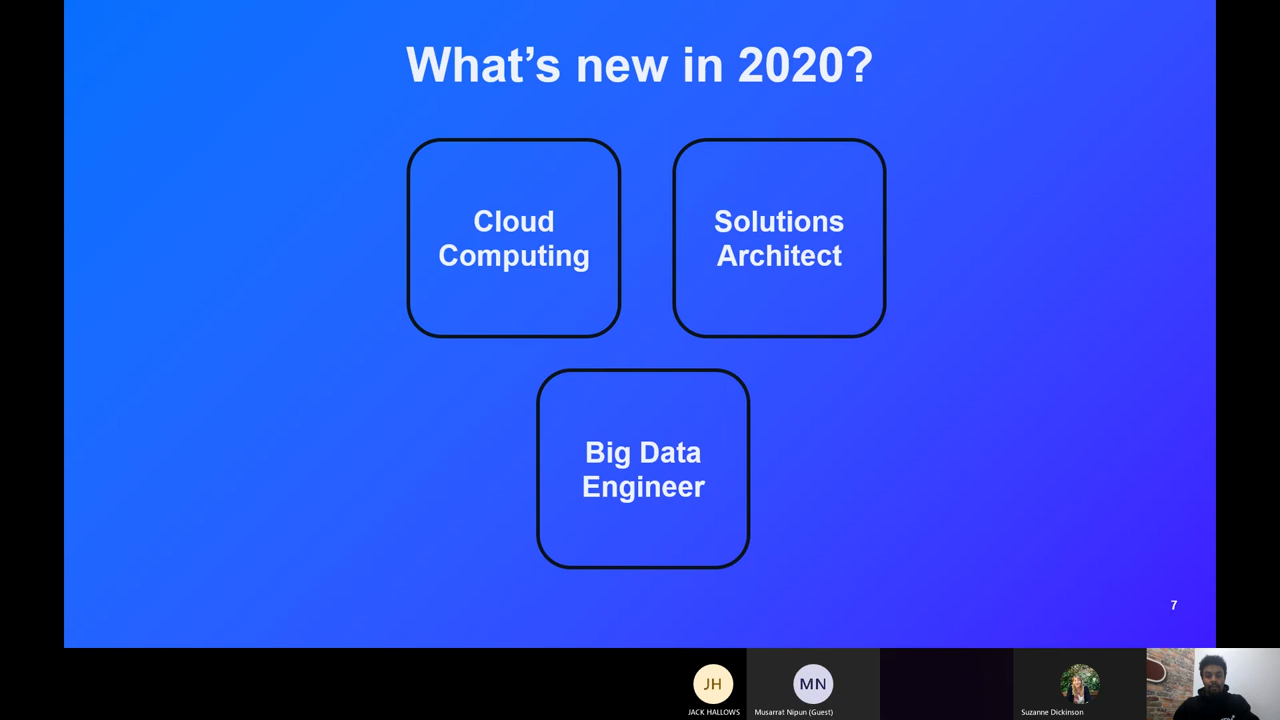 What's new in 2020?
Cloud
Computing
Solutions
Architect
Big Data
Engineer
7
JH
MN
JACK HALLOWS
Musarrat Nipun (Guest)
Suzanne Dickinson